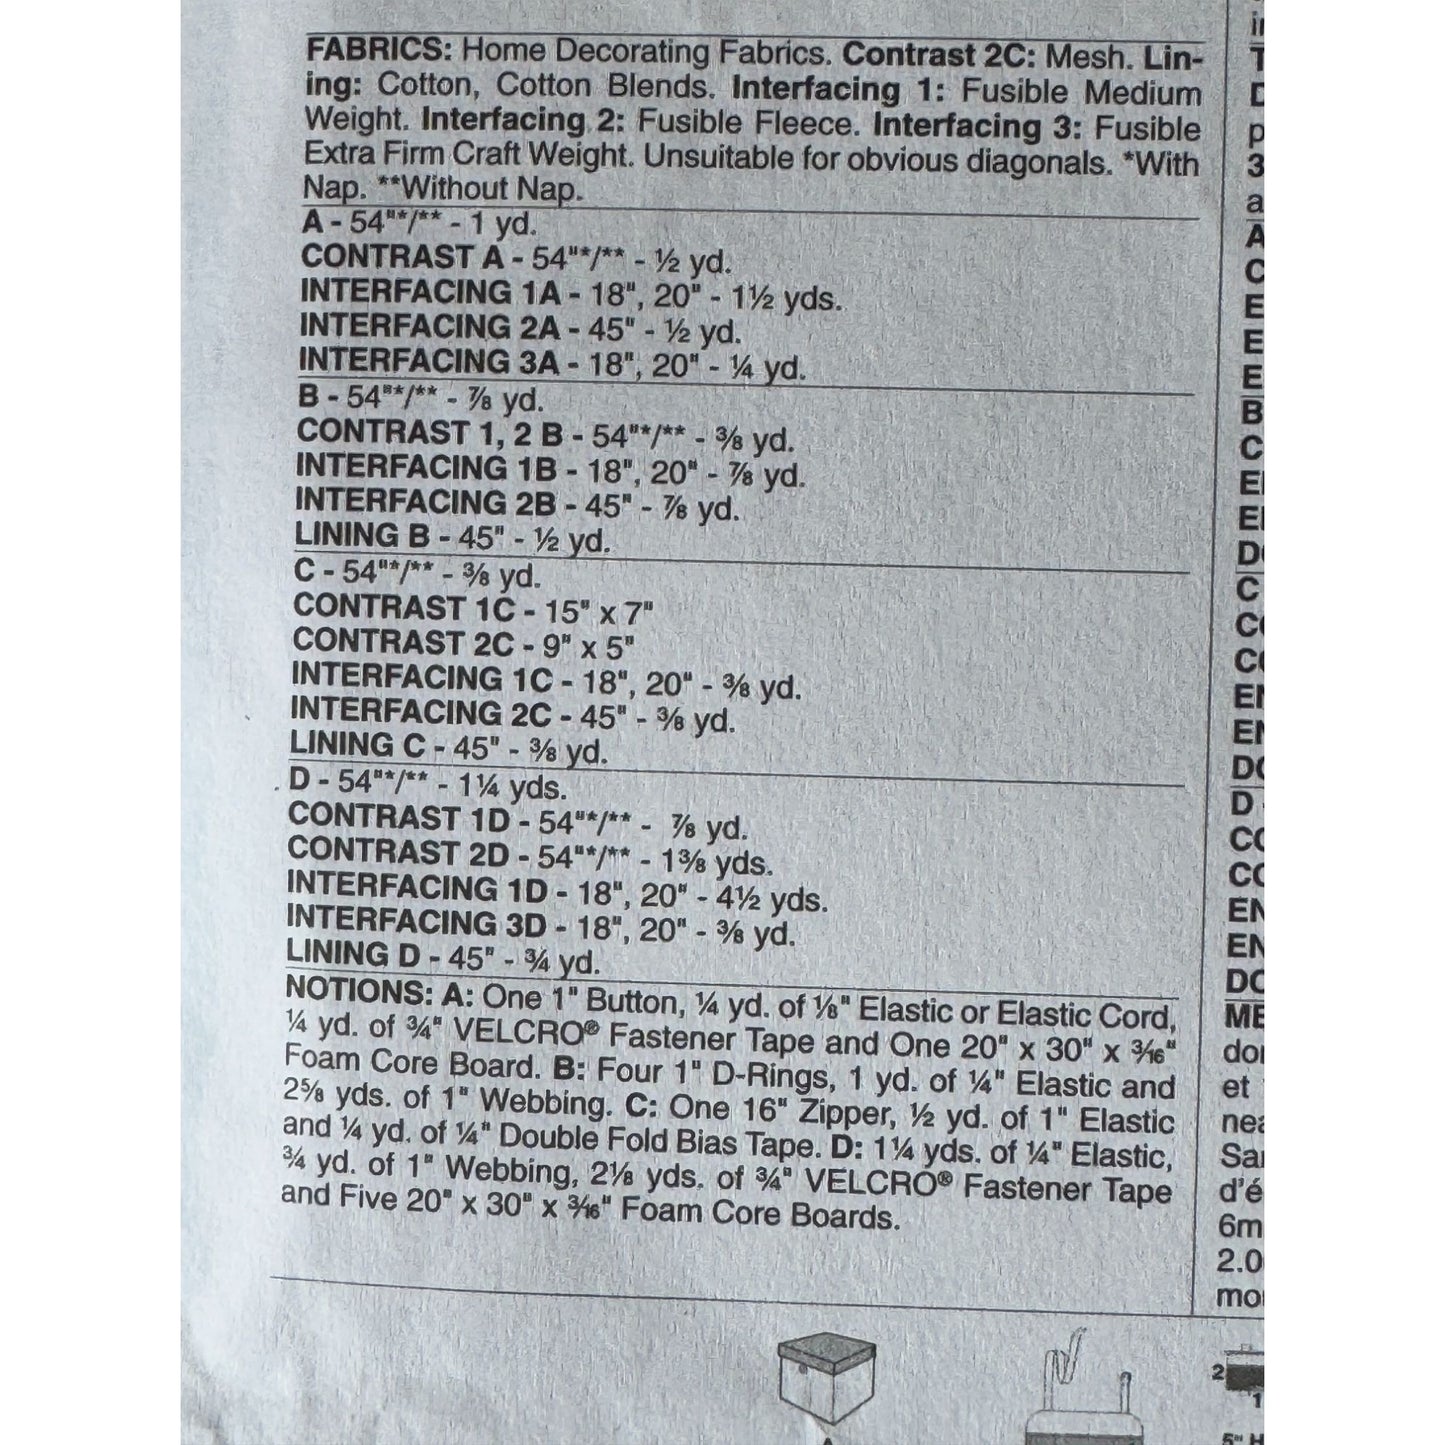 FABRICS: Home Decorating Fabrics. Contrast 2C: Mesh. Lin-
ing: Cotton, Cotton Blends. Interfacing 1: Fusible Medium
Weight. Interfacing 2: Fusible Fleece. Interfacing 3: Fusible
Extra Firm Craft Weight. Unsuitable for obvious diagonals. *With
Nap. **Without Nap.
A - 54"*/** - 1 yd.
CONTRAST A - 54"*/** - ½ yd.
INTERFACING 1A - 18", 20" - 1½ yds.
INTERFACING 2A - 45" - ½ yd.
INTERFACING 3A - 18", 20" - ¼ yd.
B - 54"*/** - ⅞ yd.
CONTRAST 1, 2 B - 54"*/** - ⅜ yd.
INTERFACING 1B - 18", 20" - ⅞ yd.
INTERFACING 2B - 45" - ⅞ yd.
LINING B - 45" - ½ yd.
C - 54"*/** - ⅜ yd.
CONTRAST 1C - 15" x 7"
CONTRAST 2C - 9" x 5"
INTERFACING 1C - 18", 20" - ⅜ yd.
INTERFACING 2C - 45" - ⅜ yd.
LINING C - 45" - ⅜ yd.
D - 54"*/** - 1¼ yds.
CONTRAST 1D - 54"*/** - ⅞ yd.
CONTRAST 2D - 54"*/** - 1⅜ yds.
INTERFACING 1D - 18", 20" - 4½ yds.
INTERFACING 3D - 18", 20" - ⅜ yd.
LINING D - 45" - ¾ yd.
NOTIONS: A: One 1" Button, ¼ yd. of ⅛" Elastic or Elastic Cord,
¼ yd. of ¾" VELCRO® Fastener Tape and One 20" x 30" x 3/16"
Foam Core Board. B: Four 1" D-Rings, 1 yd. of ¼" Elastic and
2⅝ yds. of 1" Webbing. C: One 16" Zipper, ½ yd. of 1" Elastic
and ¼ yd. of ¼" Double Fold Bias Tape. D: 1¼ yds. of ¼" Elastic,
¾ yd. of 1" Webbing, 2⅛ yds. of ¾" VELCRO® Fastener Tape
and Five 20" x 30" x 3/16" Foam Core Boards.
A
2
1
5" H